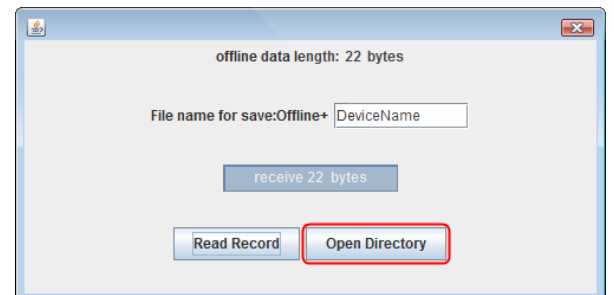 offline data length: 22 bytes
File name for save:Offline+ DeviceName
receive 22 bytes
Read Record Open Directory